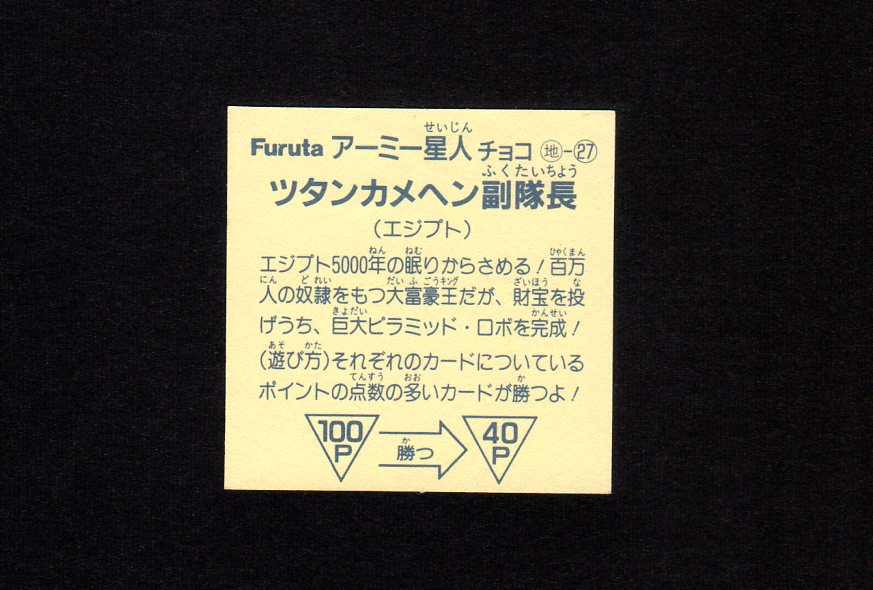 Furuta アーミー星人チョコ ㊞地-㉗
ツタンカメヘン副隊長
(エジプト)
エジプト5000年の眠りからさめる!百万
人の奴隷をもつ大富豪王だが、財宝を投
げうち、巨大ピラミッド・ロボを完成!
(遊び方)それぞれのカードについている
ポイントの点数の多いカードが勝つよ!
100P 勝つ 40P